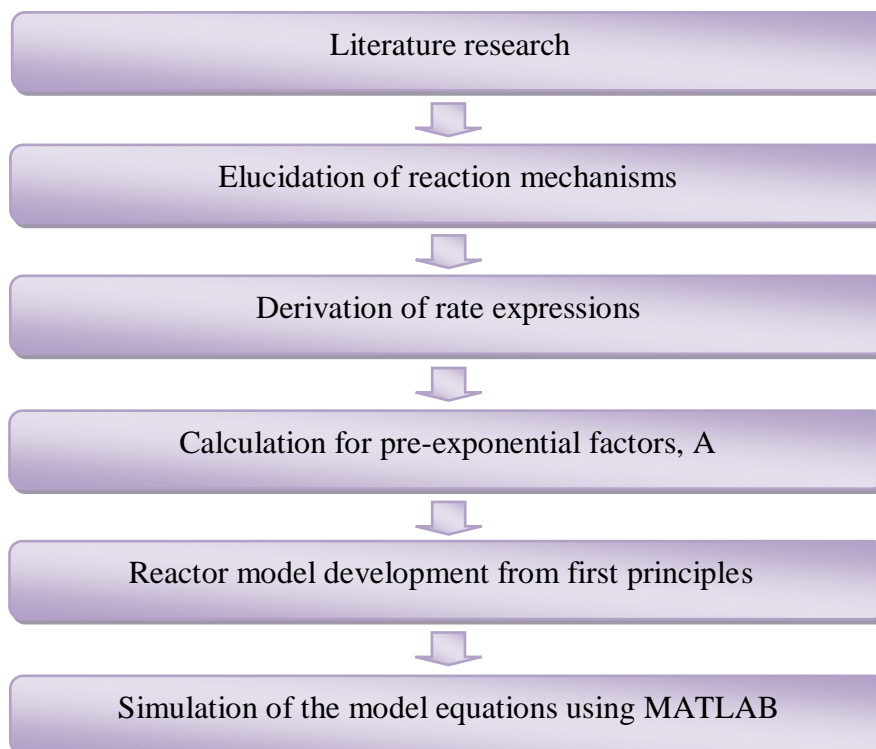 Literature research
Elucidation of reaction mechanisms
Derivation of rate expressions
Calculation for pre-exponential factors, A
Reactor model development from first principles
Simulation of the model equations using MATLAB